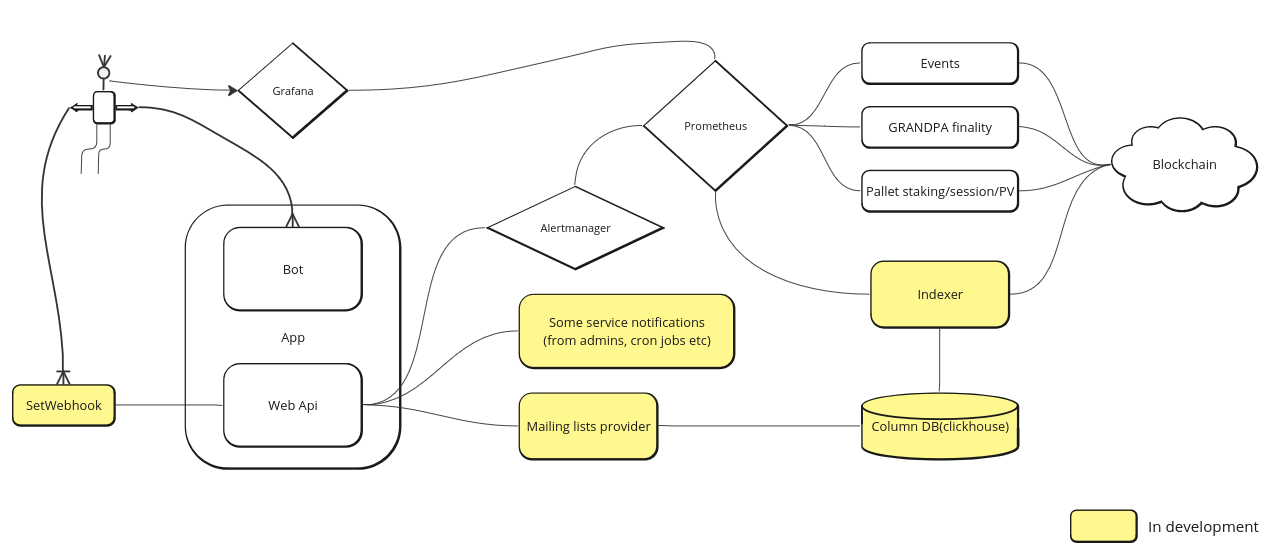 Grafana
Prometheus
Events
GRANDPA finality
Pallet staking/session/PV
Blockchain
Alertmanager
Bot
App
Web Api
SetWebhook
Some service notifications
(from admins, cron jobs etc)
Indexer
Mailing lists provider
Column DB(clickhouse)
In development